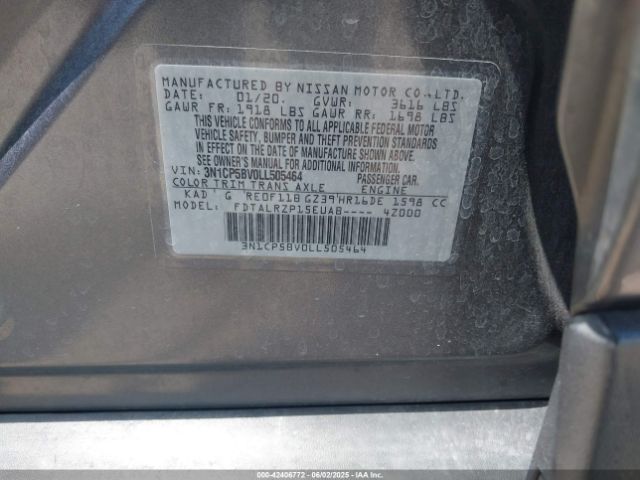 MANUFACTURED BY NISSAN MOTOR CO.,LTD.
DATE: 01/20. GVWR: 3616 LBS
GAWR FR: 1918 LBS GAWR RR: 1698 LBS
THIS VEHICLE CONFORMS TO ALL APPLICABLE FEDERAL MOTOR
VEHICLE SAFETY, BUMPER AND THEFT PREVENTION STANDARDS
IN EFFECT ON THE DATE OF MANUFACTURE SHOWN ABOVE.
SEE OWNER'S MANUAL FOR ADDITIONAL INFORMATION.
VIN: 3N1CP5BV0LL505464 PASSENGER CAR.
COLOR TRIM TRANS AXLE ENGINE
KAD G RE0F11B GZ39 HR16DE 1598 CC
MODEL: FDTALRZP15EUAB---- 4Z000
3N1CP5BV0LL505464
000-42406772 - 06/02/2025 - IAAI.COM